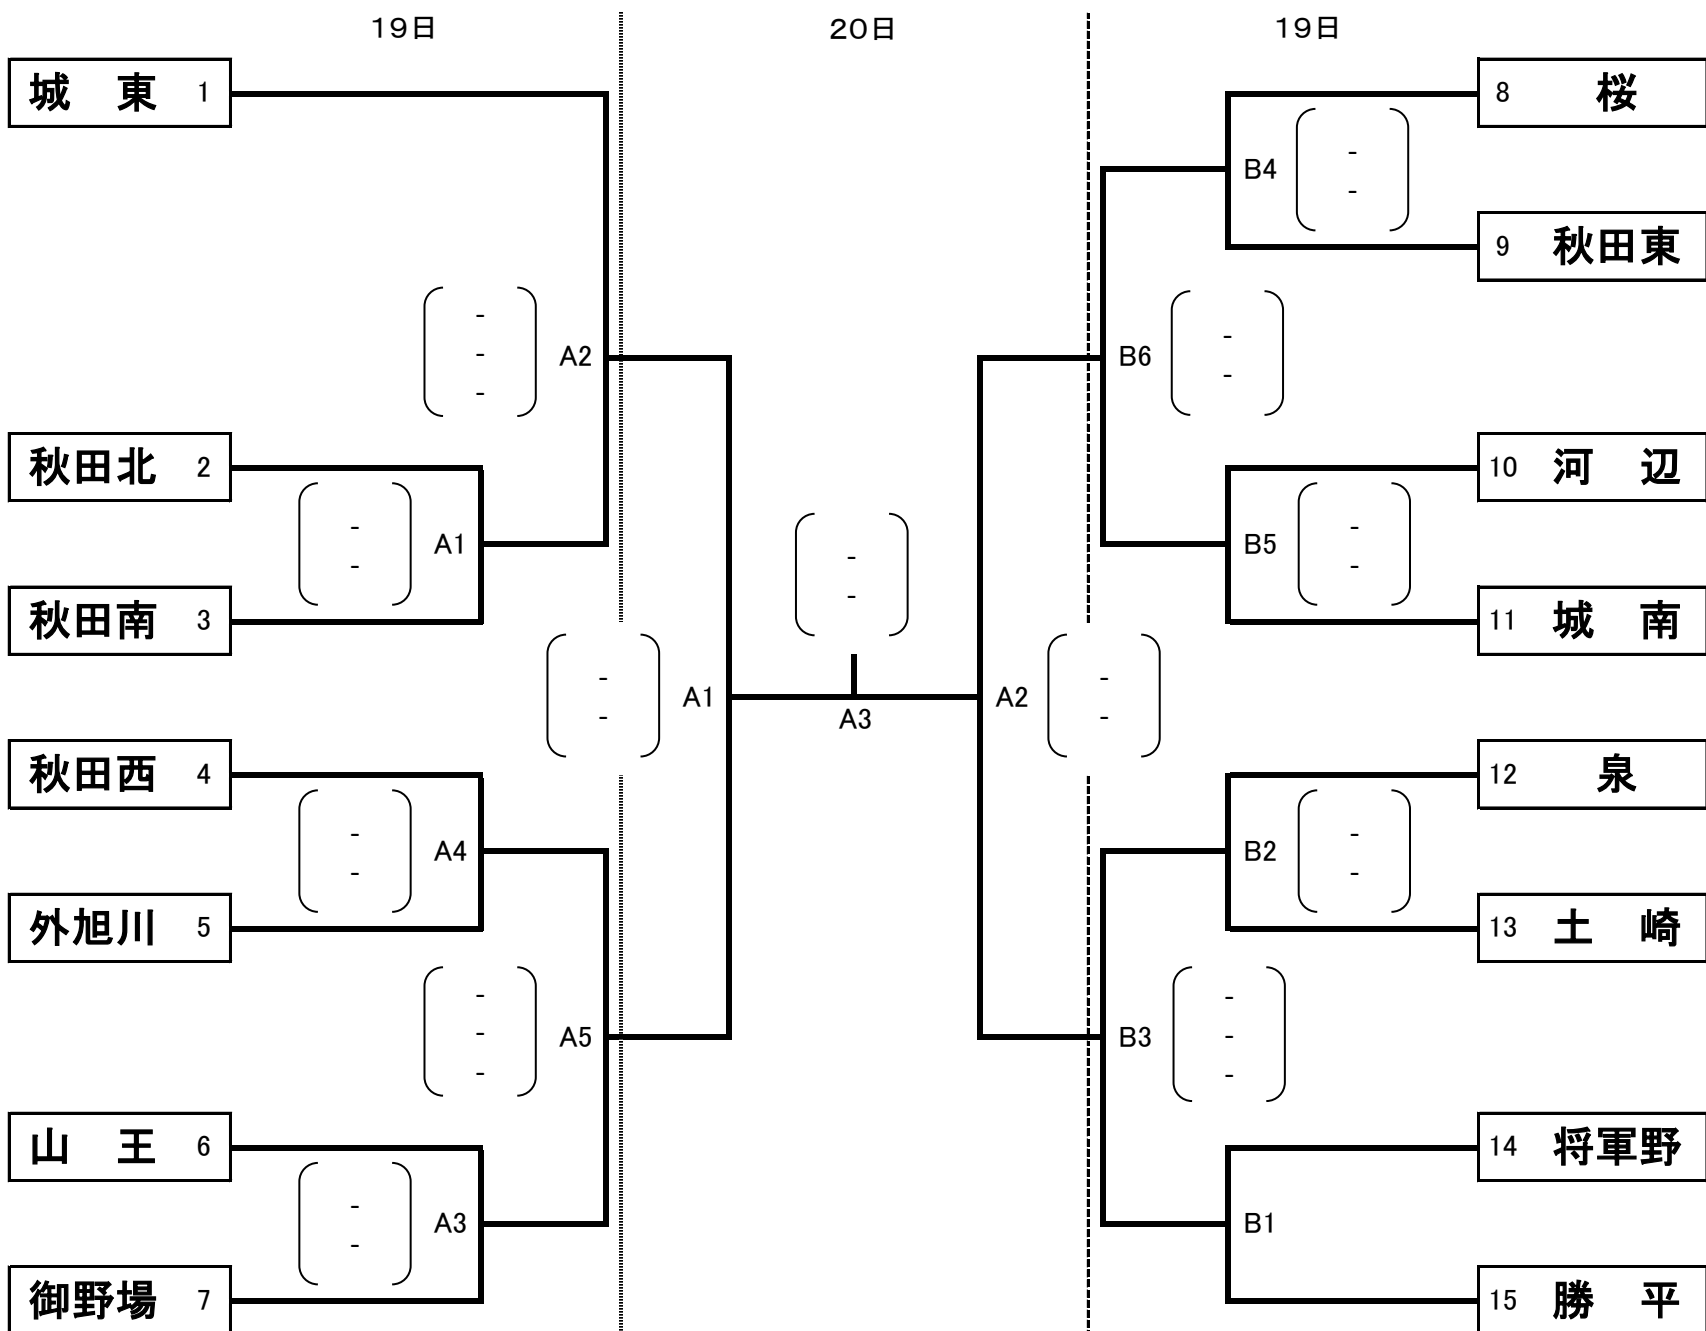 19日 20日 19日
城　東 1
8 桜
- 
B4
-
9 秋田東
-
-
A2
-
-
B6
-
秋田北 2
10 河　辺
-
A1
-
-
B5
-
-
-
秋田南 3
11 城　南
-
A1
-
A3
A2
-
-
秋田西 4
12 泉
-
A4
-
-
B2
-
外旭川 5
13 土　崎
-
-
A5
-
-
-
B3
-
山　王 6
14 将軍野
-
A3
-
B1
御野場 7
15 勝　平